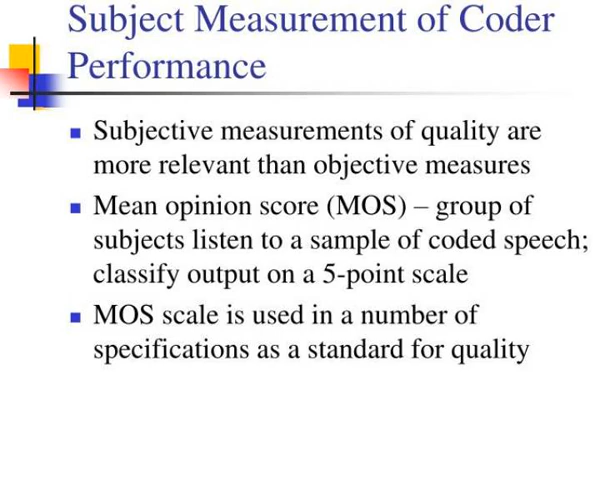 Subject Measurement of Coder
Performance
Subjective measurements of quality are
more relevant than objective measures
Mean opinion score (MOS) – group of
subjects listen to a sample of coded speech;
classify output on a 5-point scale
MOS scale is used in a number of
specifications as a standard for quality